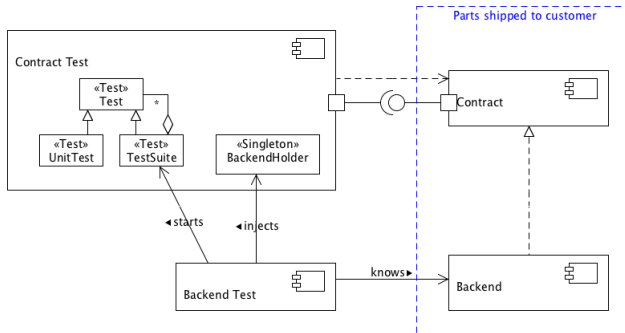 Parts shipped to customer
Contract Test
«Test»
Test
*
«Test»
UnitTest
«Test»
TestSuite
«Singleton»
BackendHolder
Contract
◄starts
◄injects
knows►
Backend Test
Backend